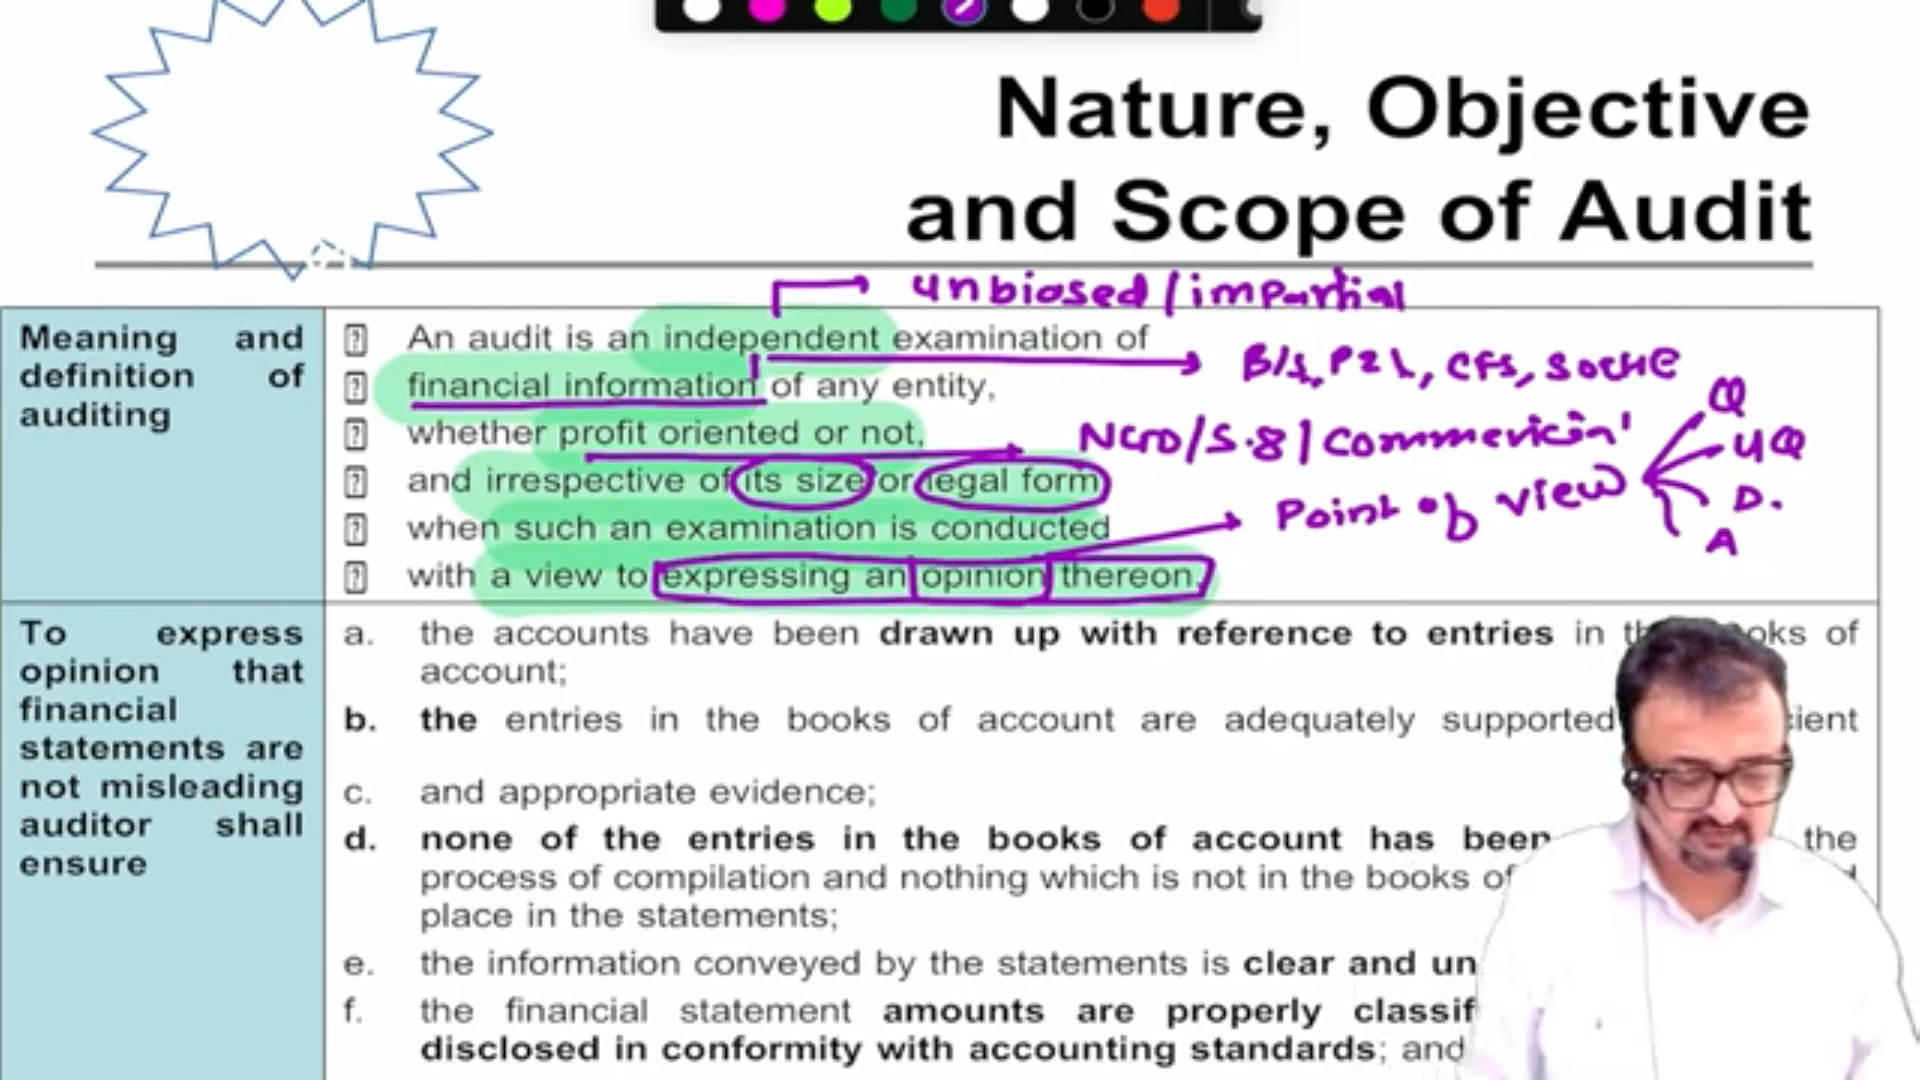 Nature, Objective
and Scope of Audit
unbiased / impartial
Meaning and
definition of
auditing
An audit is an independent examination of
financial information of any entity,
whether profit oriented or not,
and irrespective of its size or legal form
when such an examination is conducted
with a view to expressing an opinion thereon.
B/s, P&L, CFS, SOCHE
NGO/S.8/Commericial
Point of view
Q
UQ
D.
A
To express
opinion that
financial
statements are
not misleading
auditor shall
ensure
a. the accounts have been drawn up with reference to entries in
account;
b. the entries in the books of account are adequately supported
c. and appropriate evidence;
d. none of the entries in the books of account has been the
process of compilation and nothing which is not in the books of
place in the statements;
e. the information conveyed by the statements is clear and
f. the financial statement amounts are properly
disclosed in conformity with accounting standards; and